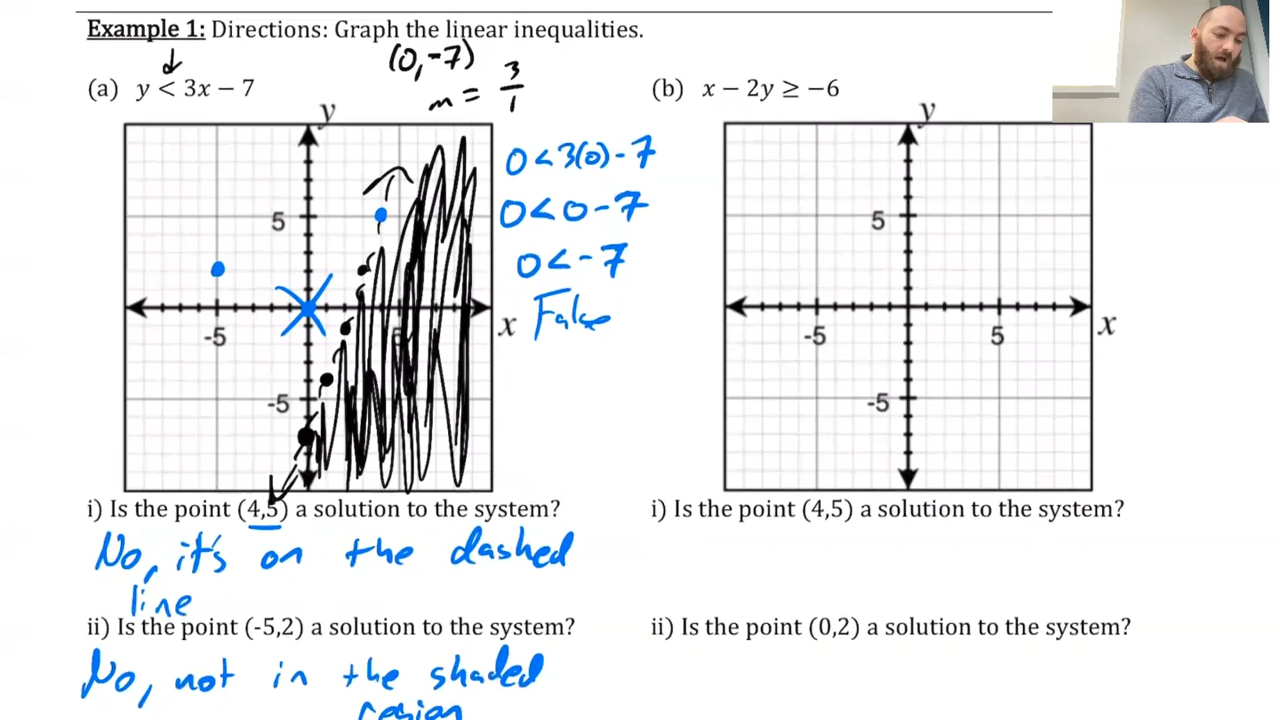 Example 1: Directions: Graph the linear inequalities.
(a) y < 3x − 7
(0, -7)
m = 3/1
y
5
-5
-5
x
0 < 3(0) - 7
0 < 0 - 7
0 < - 7
False
i) Is the point (4,5) a solution to the system?
No, it's on the dashed
line
ii) Is the point (-5,2) a solution to the system?
No, not in the shaded
region
(b) x − 2y ≥ −6
y
5
-5
5
-5
x
i) Is the point (4,5) a solution to the system?
ii) Is the point (0,2) a solution to the system?